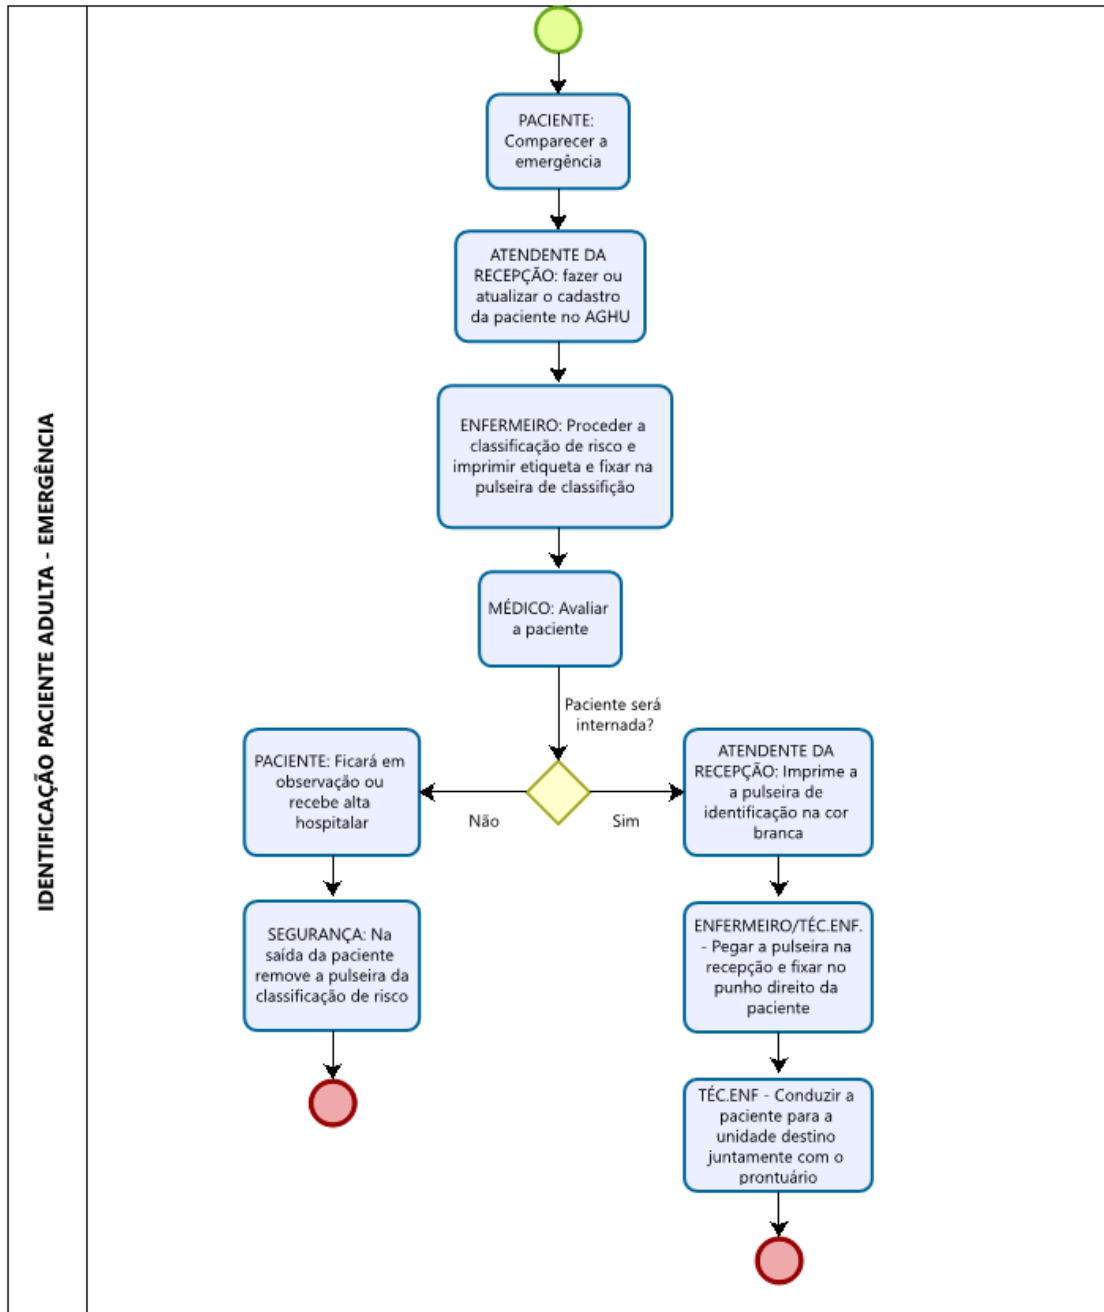 IDENTIFICAÇÃO PACIENTE ADULTA - EMERGÊNCIA
PACIENTE:
Comparecer a
emergência
ATENDENTE DA
RECEPÇÃO: fazer ou
atualizar o cadastro
da paciente no AGHU
ENFERMEIRO: Proceder a
classificação de risco e
imprimir etiqueta e fixar na
pulseira de classifição
MÉDICO: Avaliar
a paciente
Paciente será
internada?
Não
Sim
PACIENTE: Ficará em
observação ou
recebe alta
hospitalar
SEGURANÇA: Na
saída da paciente
remove a pulseira da
classificação de risco
ATENDENTE DA
RECEPÇÃO: Imprime a
a pulseira de
identificação na cor
branca
ENFERMEIRO/TÉC.ENF.
- Pegar a pulseira na
recepção e fixar no
punho direito da
paciente
TÉC.ENF - Conduzir a
paciente para a
unidade destino
juntamente com o
prontuário